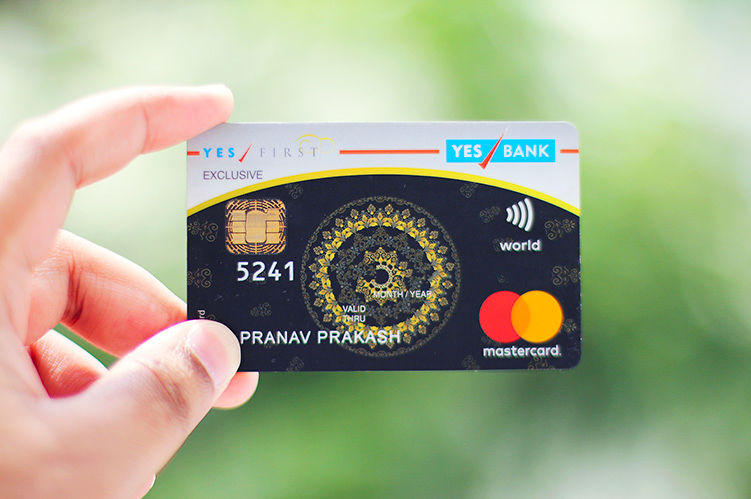 YES FIRST
YES BANK
EXCLUSIVE
world
5241
MONTH / YEAR
VALID
THRU
PRANAV PRAKASH
mastercard.